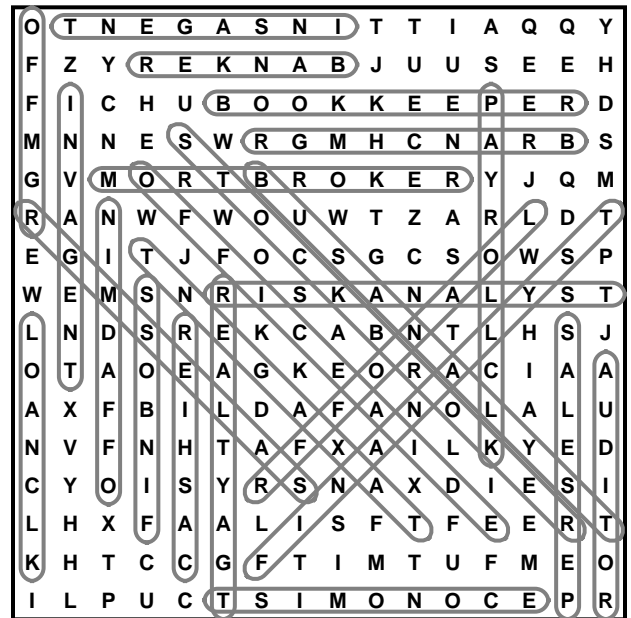 O T N E G A S N I T T I A Q Q Y
F Z Y R E K N A B J U U S E E H
F I C H U B O O K K E E P E R D
M N N E S W R G M H C N A R B S
G V M O R T B R O K E R Y J Q M
R A N W F W O U W T Z A R L D T
E G I T J F O C S G C S O W S P
W E M S N R I S K A N A L Y S T
L N D S R E K C A B N T L H S J
O T A O E A G K E O R A C I A A
A X F B I L D A F A N O L A L U
N V F N H T A F X A I L K Y E D
C Y O I S Y R S N A X D I E S I
L H X F A A L I S F T F E E R T
K H T C C G F T I M T U F M E O
I L P U C T S I M O N O C E P R